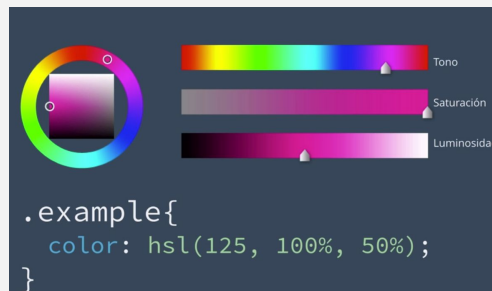 Tono
Saturación
Luminosida
.example{
color: hsl(125, 100%, 50%);
}